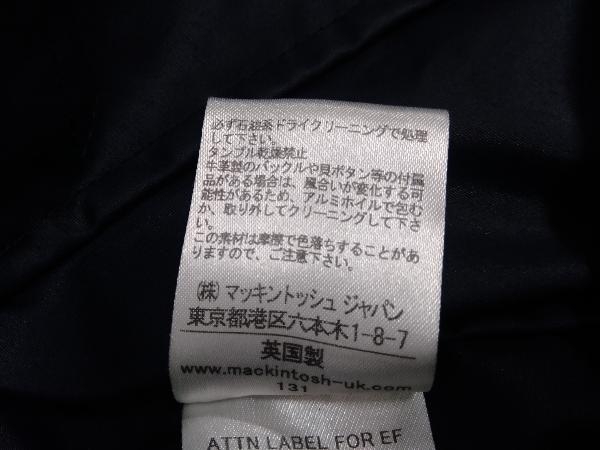 必ず石油系ドライクリーニングで処理
して下さい。
タンブル乾燥禁止
牛革製のバックルや貝ボタン等の付属
品がある場合は、風合いが変化する可
能性があるため、アルミホイルで包む
か、取り外してクリーニングして下さ
い。
この素材は摩擦で色落ちすることがあ
りますので、ご注意下さい。
(株) マッキントッシュ ジャパン
東京都港区六本木1-8-7
英国製
www.mackintosh-uk.com
131
ATTN LABEL FOR EF